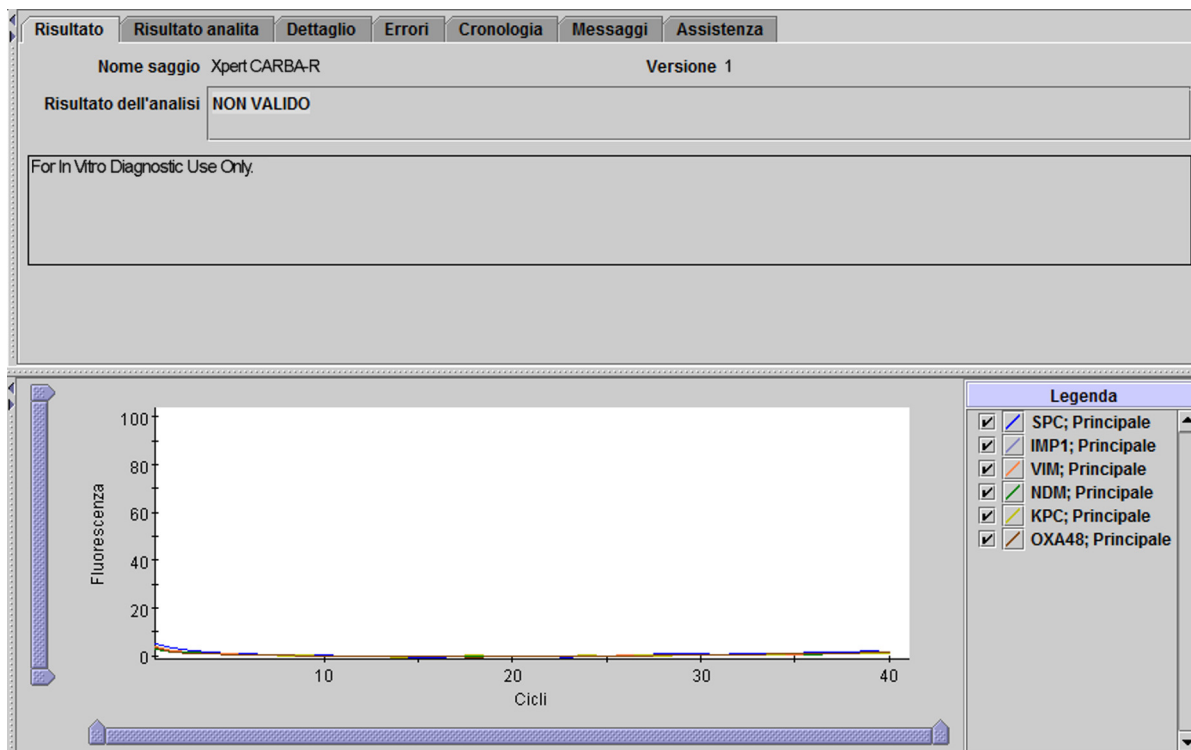 Risultato Risultato analita Dettaglio Errori Cronologia Messaggi Assistenza
Nome saggio Xpert CARBA-R Versione 1
Risultato dell'analisi NON VALIDO
For In Vitro Diagnostic Use Only.
Legenda
SPC; Principale
IMP1; Principale
VIM; Principale
NDM; Principale
KPC; Principale
OXA48; Principale
Fluorescenza
100
80
60
40
20
0
10 20 30 40
Cicli